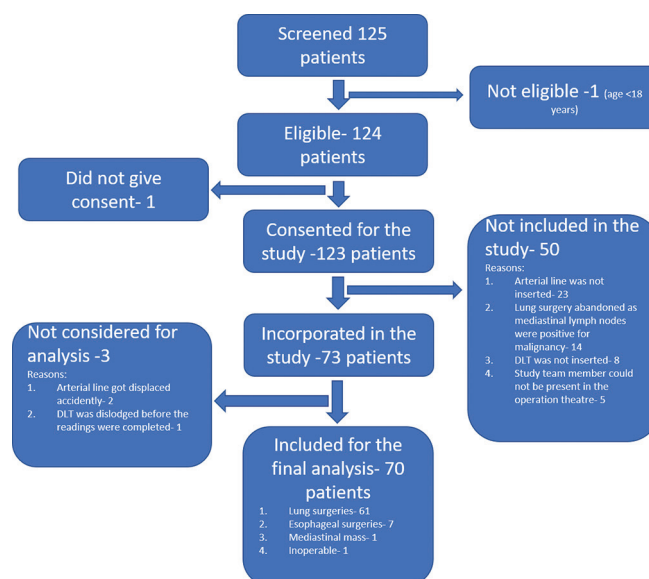 Screened 125
patients
Not eligible -1 (age <18
years)
Eligible- 124
patients
Did not give
consent- 1
Consented for the
study -123 patients
Not included in the
study- 50
Reasons:
1. Arterial line was not
inserted- 23
2. Lung surgery abandoned as
mediastinal lymph nodes
were positive for
malignancy- 14
3. DLT was not inserted- 8
4. Study team member could
not be present in the
operation theatre- 5
Incorporated in the
study -73 patients
Not considered for
analysis -3
Reasons:
1. Arterial line got displaced
accidently- 2
2. DLT was dislodged before the
readings were completed- 1
Included for the
final analysis- 70
patients
1. Lung surgeries- 61
2. Esophageal surgeries- 7
3. Mediastinal mass- 1
4. Inoperable- 1